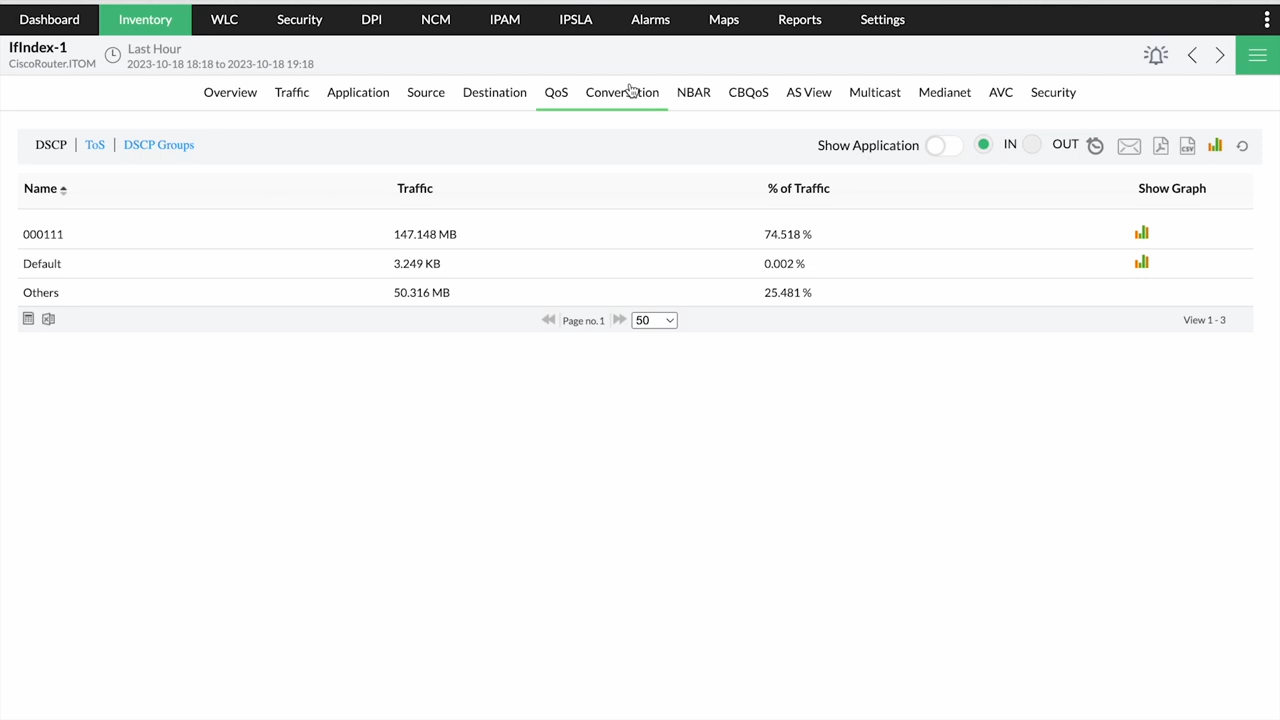 Dashboard Inventory WLC Security DPI NCM IPAM IPSLA Alarms Maps Reports Settings
IfIndex-1
CiscoRouter.ITOM
Last Hour
2023-10-18 18:18 to 2023-10-18 19:18
Overview Traffic Application Source Destination QoS Conversation NBAR CBQoS AS View Multicast Medianet AVC Security
DSCP | ToS | DSCP Groups Show Application IN OUT CSV
Name Traffic % of Traffic Show Graph
000111 147.148 MB 74.518 %
Default 3.249 KB 0.002 %
Others 50.316 MB 25.481 %
Page no.1 50 View 1 - 3